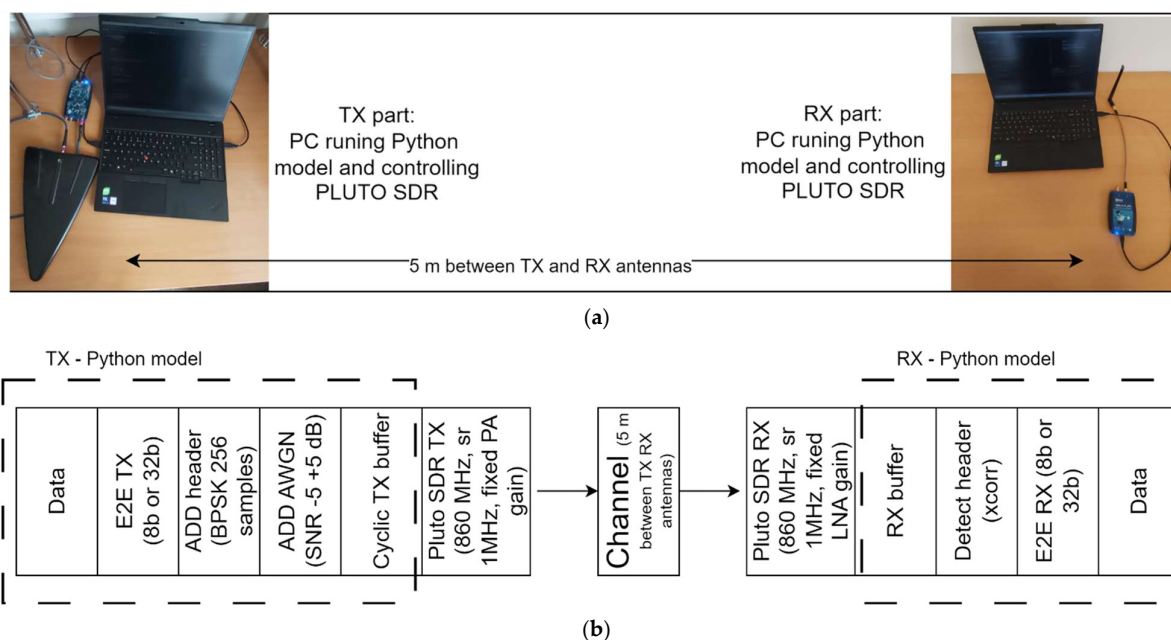 TX part:
PC runing Python
model and controlling
PLUTO SDR
RX part:
PC runing Python
model and controlling
PLUTO SDR
5 m between TX and RX antennas
(a)
TX - Python model
RX - Python model
Data
E2E TX
(8b or 32b)
ADD header
(BPSK 256
samples)
ADD AWGN
(SNR -5 +5 dB)
Cyclic TX buffer
Pluto SDR TX
(860 MHz, sr
1MHz, fixed PA
gain)
Channel (5 m
between TX RX
antennas)
Pluto SDR RX
(860 MHz, sr
1MHz, fixed
LNA gain)
RX buffer
Detect header
(xcorr)
E2E RX (8b or
32b)
Data
(b)